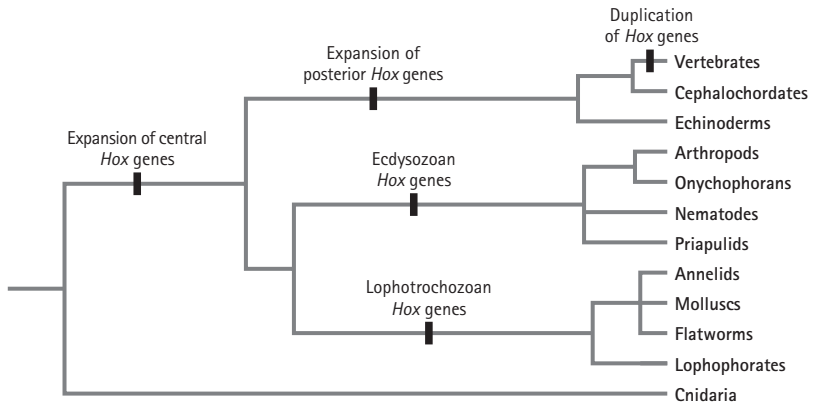 Duplication
of Hox genes
Expansion of
posterior Hox genes
Vertebrates
Cephalochordates
Echinoderms
Expansion of central
Hox genes
Ecdysozoan
Hox genes
Arthropods
Onychophorans
Nematodes
Priapulids
Lophotrochozoan
Hox genes
Annelids
Molluscs
Flatworms
Lophophorates
Cnidaria